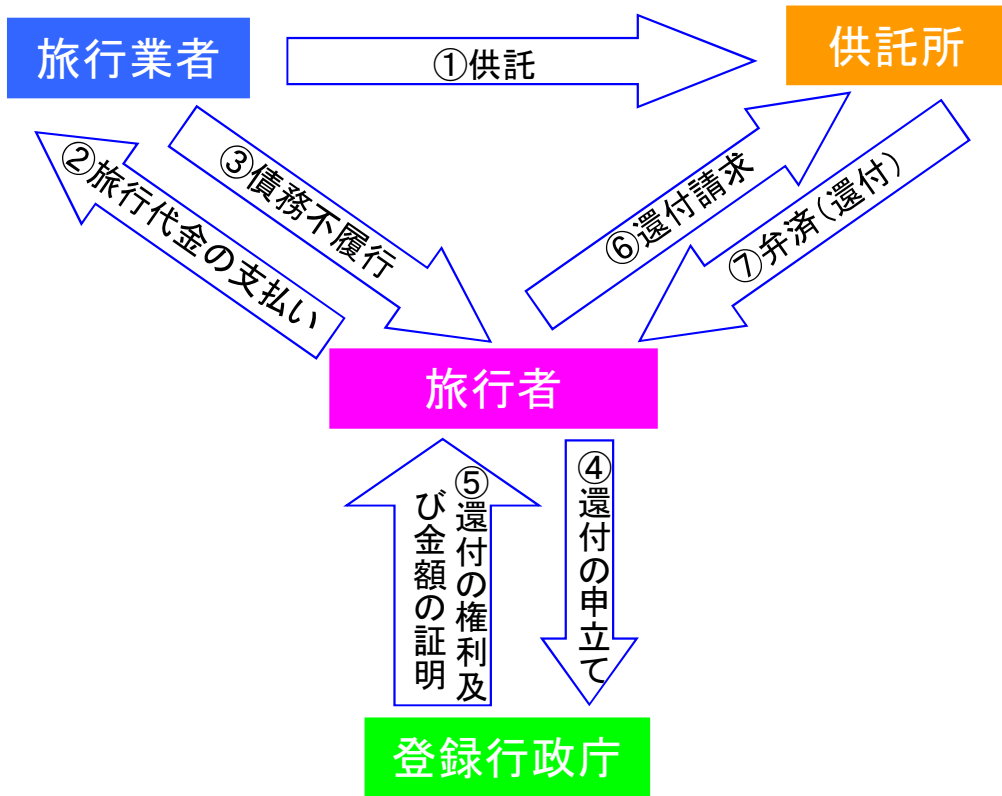 旅行業者
①供託
供託所
②旅行代金の支払い
③債務不履行
⑥還付請求
⑦弁済(還付)
旅行者
⑤還付の権利及
び金額の証明
④還付の申立て
登録行政庁